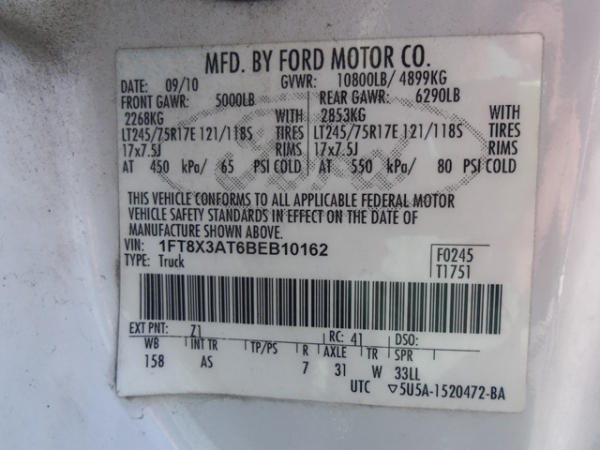 MFD. BY FORD MOTOR CO.
DATE: 09/10 GVWR: 10800LB/ 4899KG
FRONT GAWR: 5000LB REAR GAWR: 6290LB
2268KG WITH 2853KG WITH
LT245/75R17E 121/118S TIRES LT245/75R17E 121/118S TIRES
17x7.5J RIMS 17x7.5J RIMS
AT 450 kPa/ 65 PSI COLD AT 550 kPa/ 80 PSI COLD
THIS VEHICLE CONFORMS TO ALL APPLICABLE FEDERAL MOTOR
VEHICLE SAFETY STANDARDS IN EFFECT ON THE DATE OF
MANUFACTURE SHOWN ABOVE.
VIN: 1FT8X3AT6BEB10162 F0245
TYPE: Truck T1751
EXT PNT: Z1 RC: 41 DSO:
WB INT TR TP/PS R AXLE TR SPR
158 AS 7 31 W 33LL
UTC ▽5U5A-1520472-BA
Ford